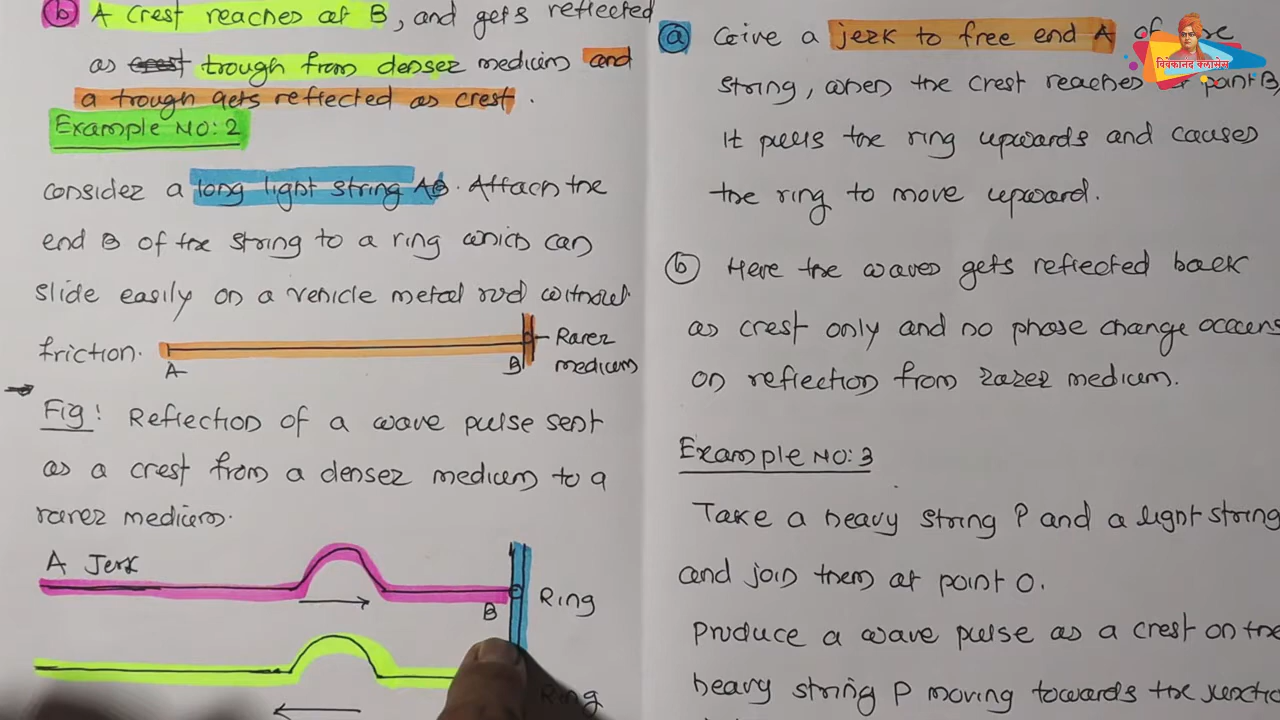 b A crest reaches at B, and gets reflected
as crest trough from denser medium and
a trough gets reflected as crest.
Example NO:2
consider a long light string AB. Attach the
end B of the string to a ring which can
slide easily on a vehicle metal rod without
friction.
A
B
Rarer
medium
Fig: Reflection of a wave pulse sent
as a crest from a denser medium to a
rarer medium.
A Jerk
B
Ring
Ring
a Give a jerk to free end A of the
string, when the crest reaches point B,
It pulls the ring upwards and causes
the ring to move upward.
b Here the waves gets reflected back
as crest only and no phase change occcurs
on reflection from rarer medium.
Example NO:3
Take a heavy string P and a light string
and join them at point O.
Produce a wave pulse as a crest on the
heavy string P moving towards the
विवेकानंद क्लासेस